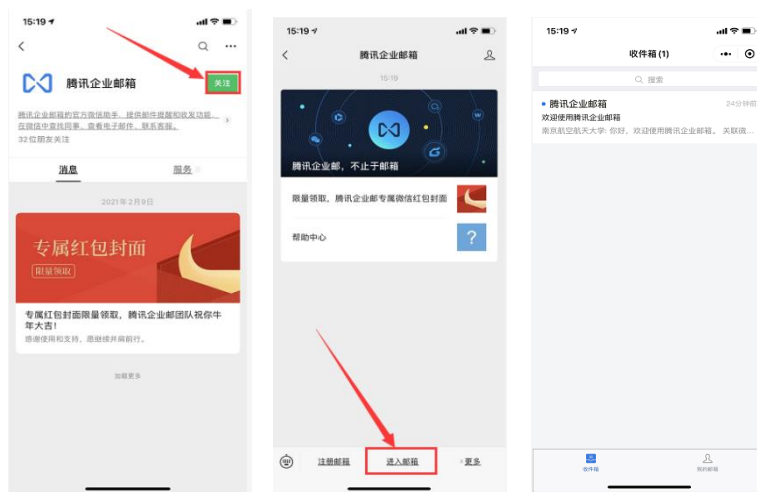 15:19
腾讯企业邮箱
关注
腾讯企业邮箱的官方微信助手，提供邮件提醒和收发功能，
在微信中查找同事、查看电子邮件、联系客服。
32位朋友关注
消息
服务
2021年2月9日
专属红包封面
限量领取
专属红包封面限量领取，腾讯企业邮团队祝你牛
年大吉！
感谢使用和支持，愿继续并肩前行。
加载更多
15:19
腾讯企业邮箱
15:19
腾讯企业邮，不止于邮箱
限量领取，腾讯企业邮专属微信红包封面
帮助中心
?
注册邮箱
进入邮箱
更多
15:19
收件箱(1)
搜索
腾讯企业邮箱
24分钟前
欢迎使用腾讯企业邮箱
南京航空航天大学: 你好，欢迎使用腾讯企业邮箱。 关联微...
收件箱
我的邮箱